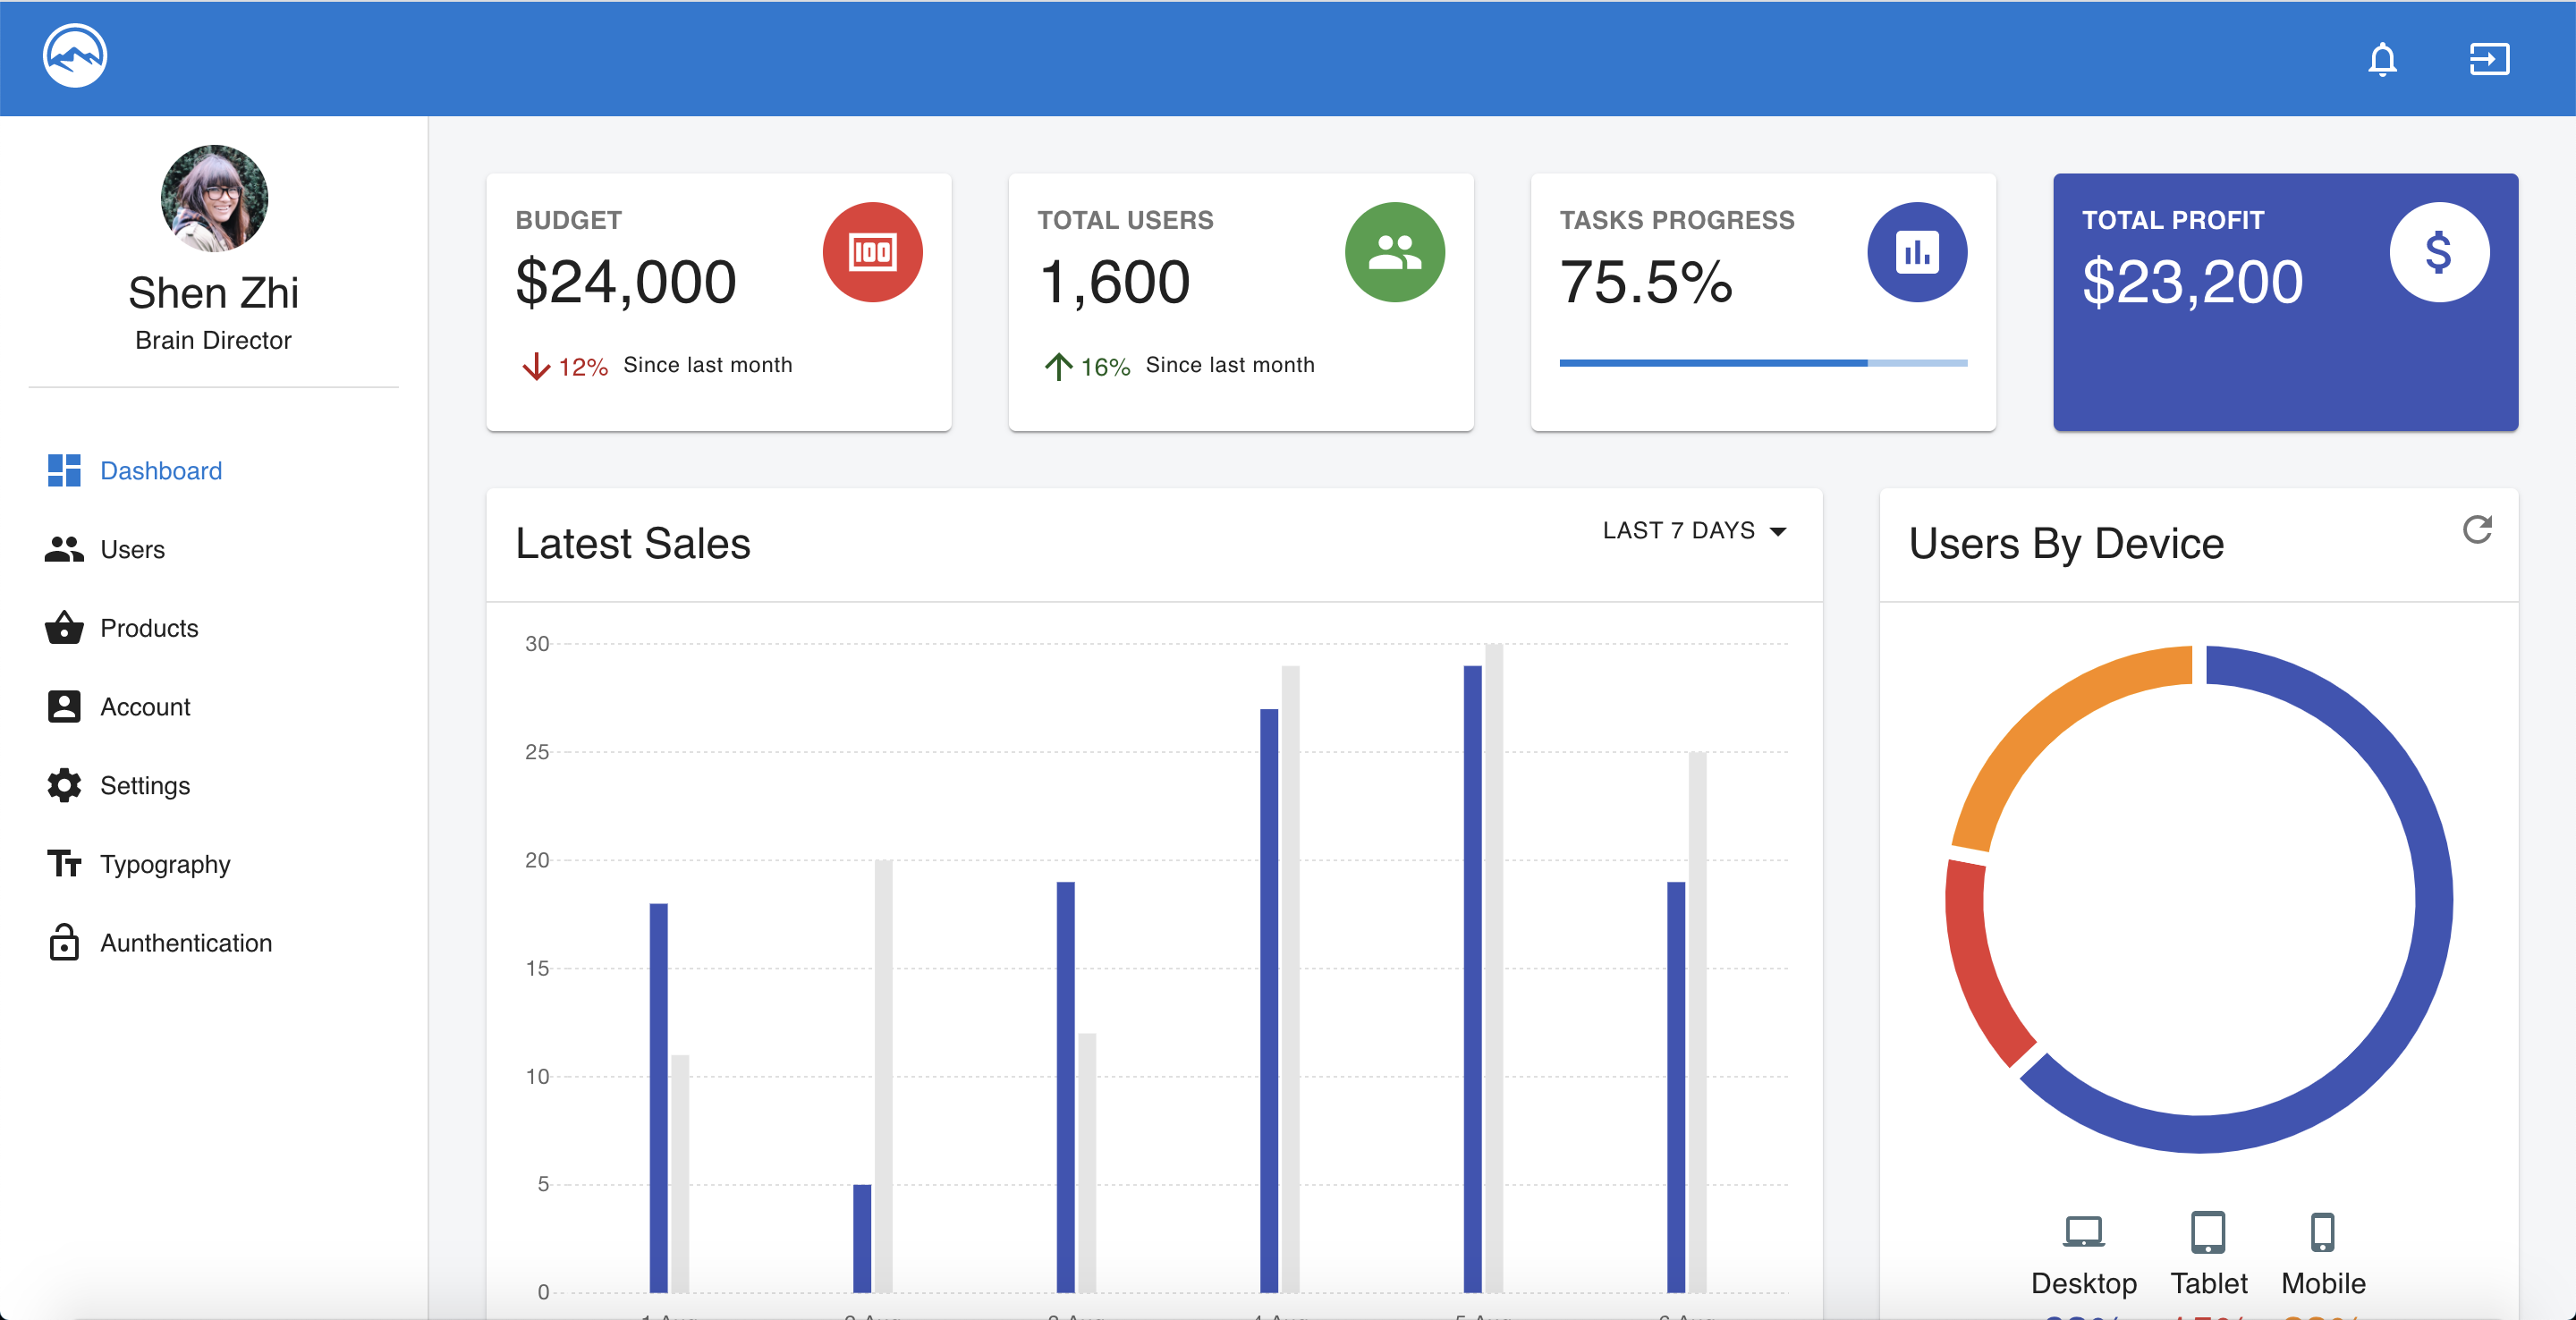 Shen Zhi
Brain Director
Dashboard
Users
Products
Account
Settings
Typography
Aunthentication
BUDGET
$24,000
12% Since last month
100
TOTAL USERS
1,600
16% Since last month
TASKS PROGRESS
75.5%
TOTAL PROFIT
$23,200
$
Latest Sales
LAST 7 DAYS
30
25
20
15
10
5
0
Users By Device
Desktop Tablet Mobile